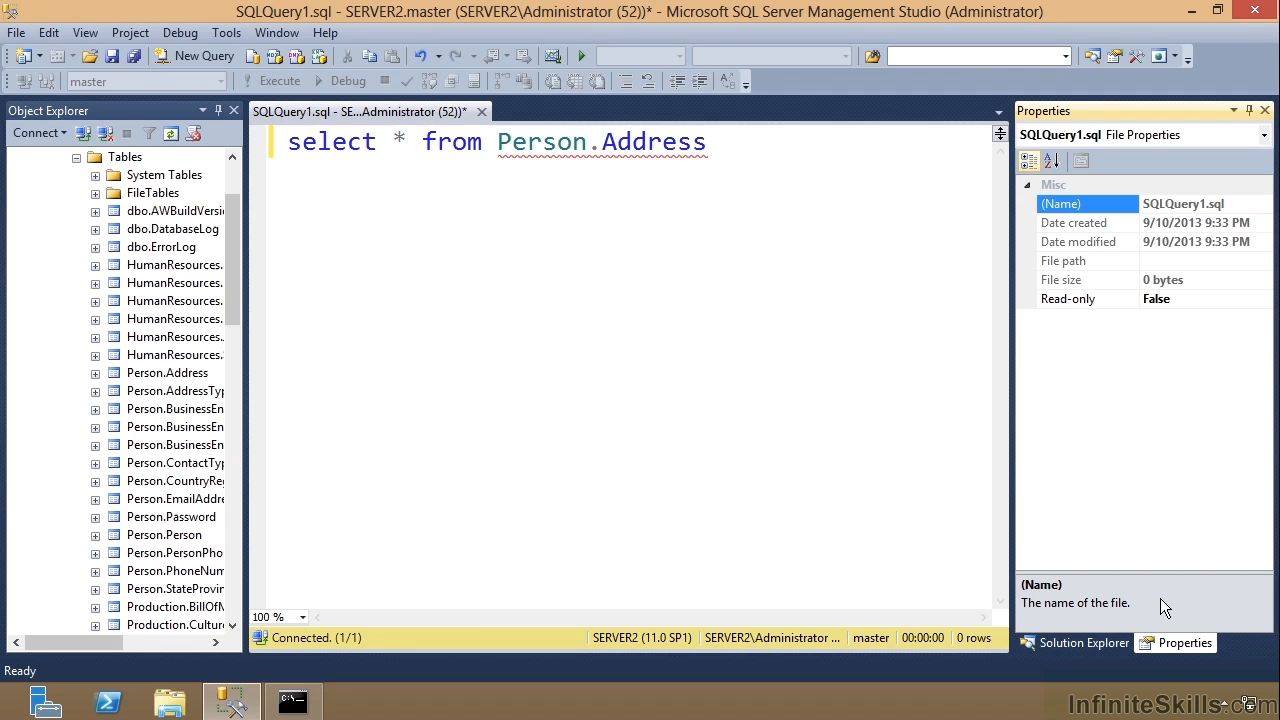 SQLQuery1.sql - SERVER2.master (SERVER2\Administrator (52))* - Microsoft SQL Server Management Studio (Administrator)
File Edit View Project Debug Tools Window Help
New Query
master Execute Debug
Object Explorer
Connect
Tables
System Tables
FileTables
dbo.AWBuildVersi
dbo.DatabaseLog
dbo.ErrorLog
HumanResources.
HumanResources.
HumanResources.
HumanResources.
HumanResources.
HumanResources.
Person.Address
Person.AddressTyp
Person.BusinessEn
Person.BusinessEn
Person.BusinessEn
Person.ContactTyp
Person.CountryReg
Person.EmailAddre
Person.Password
Person.Person
Person.PersonPho
Person.PhoneNum
Person.StateProvin
Production.BillOfM
Production.Culture
SQLQuery1.sql - SE...Administrator (52))*
select * from Person.Address
100 %
Connected. (1/1) SERVER2 (11.0 SP1) SERVER2\Administrator ... master 00:00:00 0 rows
Properties
SQLQuery1.sql File Properties
Misc
(Name) SQLQuery1.sql
Date created 9/10/2013 9:33 PM
Date modified 9/10/2013 9:33 PM
File path
File size 0 bytes
Read-only False
(Name)
The name of the file.
Solution Explorer Properties
Ready
InfiniteSkills.com